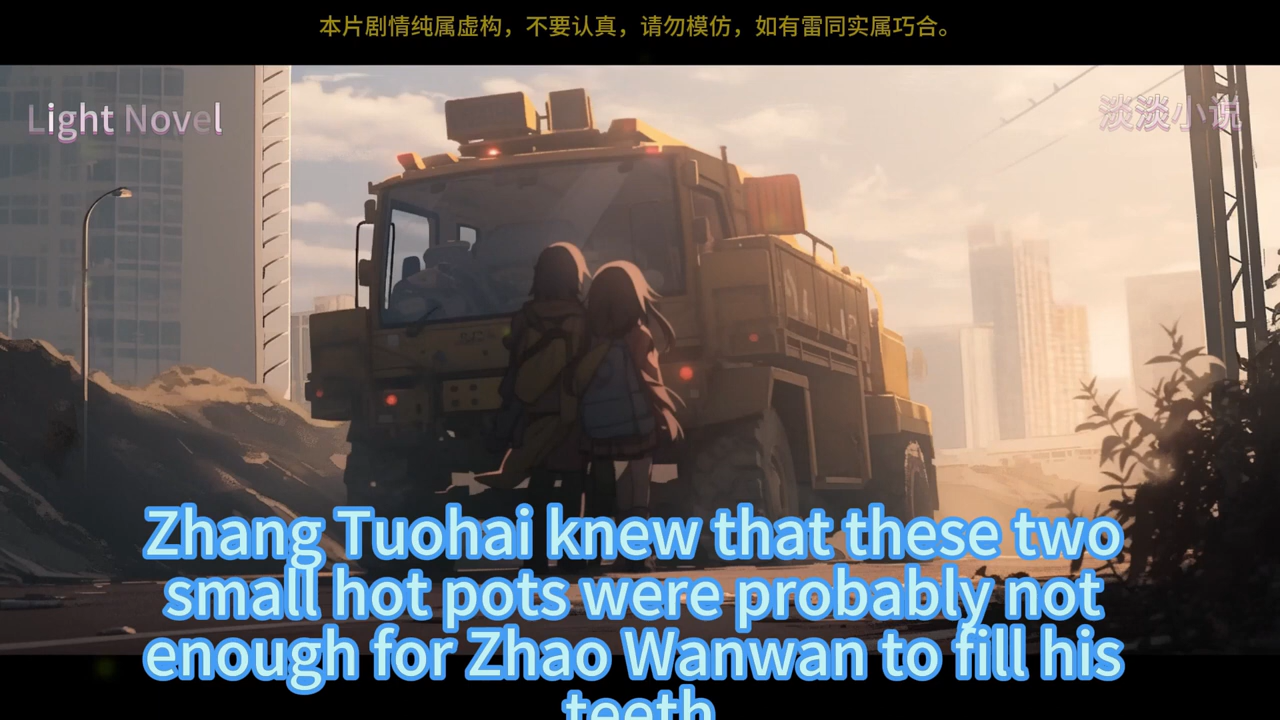 本片剧情纯属虚构，不要认真，请勿模仿，如有雷同实属巧合。
Light Novel
淡淡小说
Zhang Tuohai knew that these two
small hot pots were probably not
enough for Zhao Wanwan to fill his
teeth